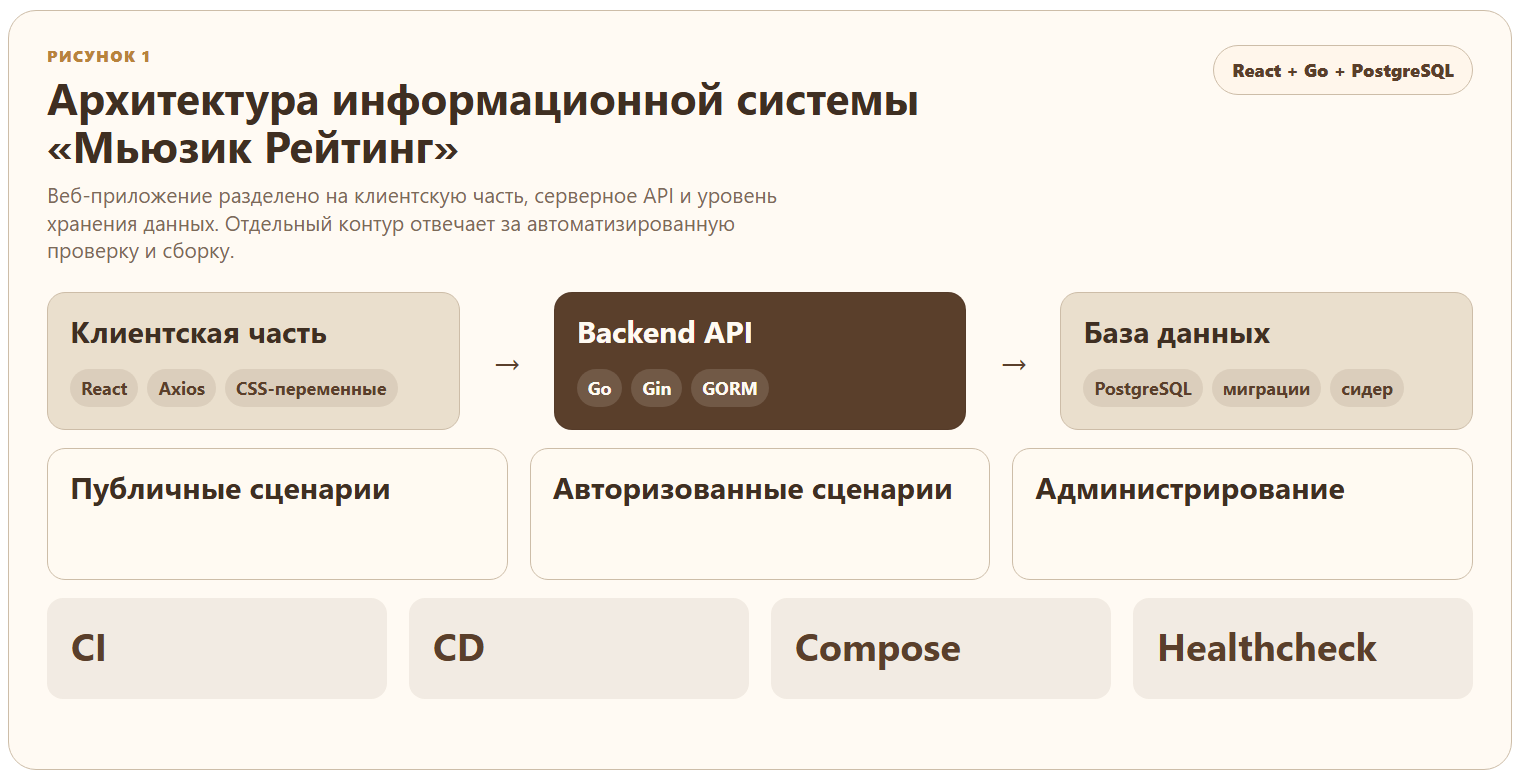 РИСУНОК 1
React + Go + PostgreSQL
Архитектура информационной системы
«Мьюзик Рейтинг»
Веб-приложение разделено на клиентскую часть, серверное API и уровень
хранения данных. Отдельный контур отвечает за автоматизированную
проверку и сборку.
Клиентская часть
React Axios CSS-переменные
→
Backend API
Go Gin GORM
→
База данных
PostgreSQL миграции сидер
Публичные сценарии
Авторизованные сценарии
Администрирование
CI
CD
Compose
Healthcheck